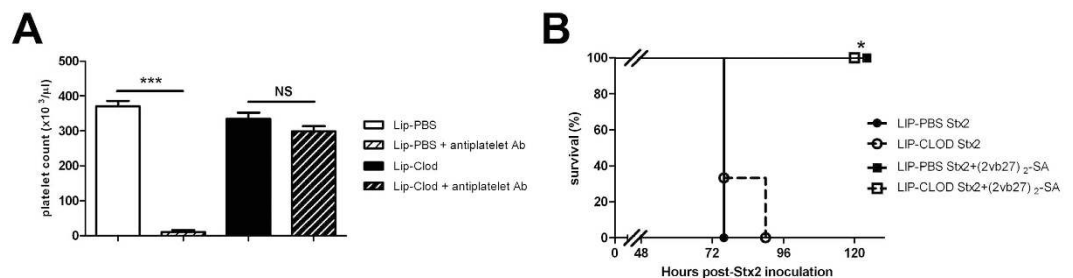 A
B
500
400
300
200
100
0
platelet count (x10 ³/µl)
***
NS
Lip-PBS
Lip-PBS + antiplatelet Ab
Lip-Clod
Lip-Clod + antiplatelet Ab
100
80
60
40
20
0
survival (%)
*
0 48 72 96 120
Hours post-Stx2 inoculation
LIP-PBS Stx2
LIP-CLOD Stx2
LIP-PBS Stx2+(2vb27) ₂-SA
LIP-CLOD Stx2+(2vb27) ₂-SA